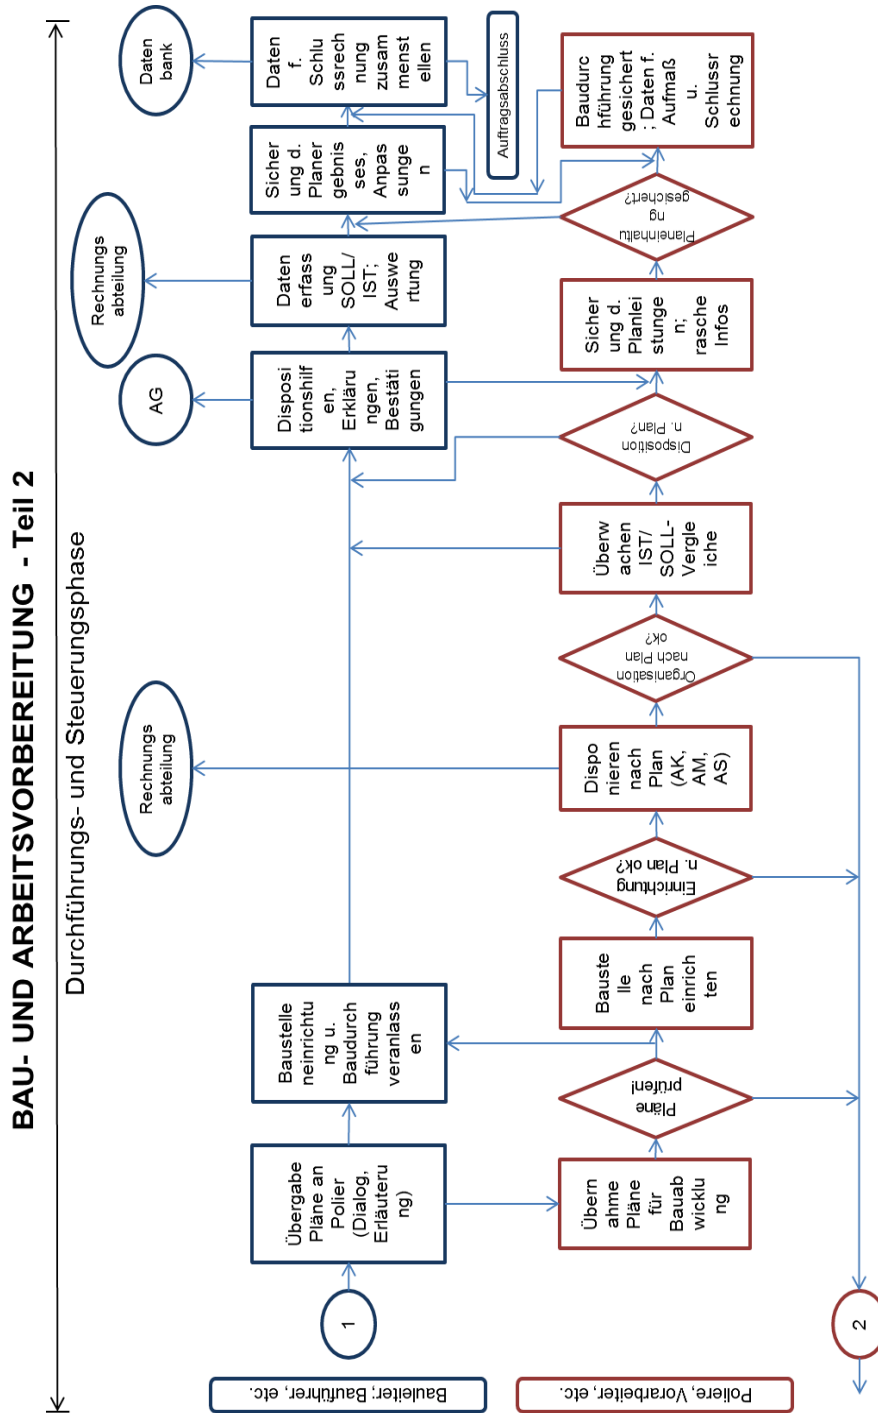 BAU- UND ARBEITSVORBEREITUNG - Teil 2
Durchführungs- und Steuerungsphase
Bauleiter; Bauführer, etc.
1
Übergabe
Pläne an
Polier
(Dialog,
Erläuteru
ng)
Baustelle
neinrichtu
ng u.
Baudurch
führung
veranlass
en
Rechnungs
abteilung
AG
Disposi
tionshilf
en,
Erkläru
ngen,
Bestäti
gungen
Rechnungs
abteilung
Daten
erfass
ung
SOLL/
IST;
Auswe
rtung
Sicher
ung d.
Planer
gebnis
ses,
Anpas
sunge
n
Daten
bank
Daten
f.
Schlu
ssrech
nung
zusam
menst
ellen
Auftragsabschluss
Poliere, Vorarbeiter, etc.
2
Übern
ahme
Pläne
für
Bauab
wicklu
ng
Pläne
prüfen!
Bauste
lle
nach
Plan
einrich
ten
Einrichtung
n. Plan ok?
Dispo
nieren
nach
Plan
(AK,
AM,
AS)
Organisation
nach Plan
ok?
Überw
achen
IST/
SOLL-
Vergle
iche
Disposition
n. Plan?
Sicher
ung d.
Planlei
stunge
n;
rasche
Infos
Planeinhaltu
ng
gesichert?
Baudurc
hführung
gesichert
; Daten f.
Aufmaß
u.
Schlussr
echnung